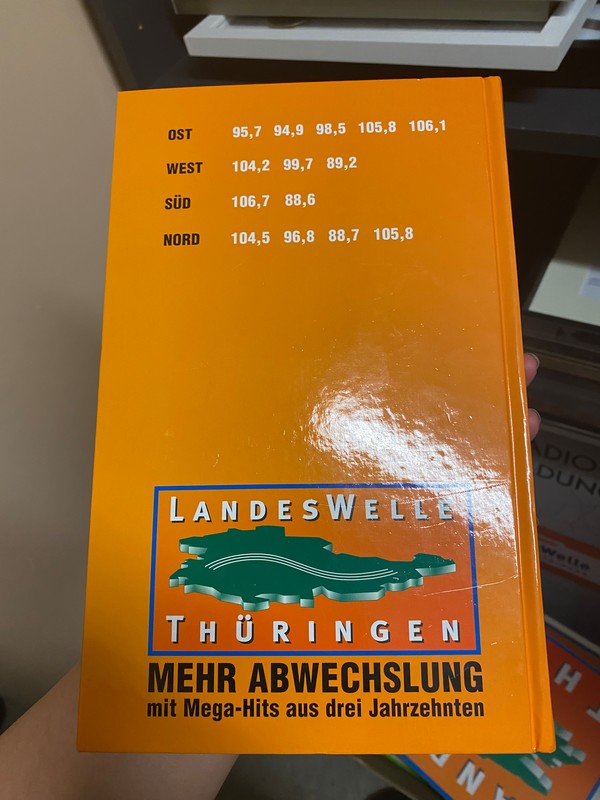 OST 95,7 94,9 98,5 105,8 106,1
WEST 104,2 99,7 89,2
SÜD 106,7 88,6
NORD 104,5 96,8 88,7 105,8
LANDESWELLE
THÜRINGEN
MEHR ABWECHSLUNG
mit Mega-Hits aus drei Jahrzehnten